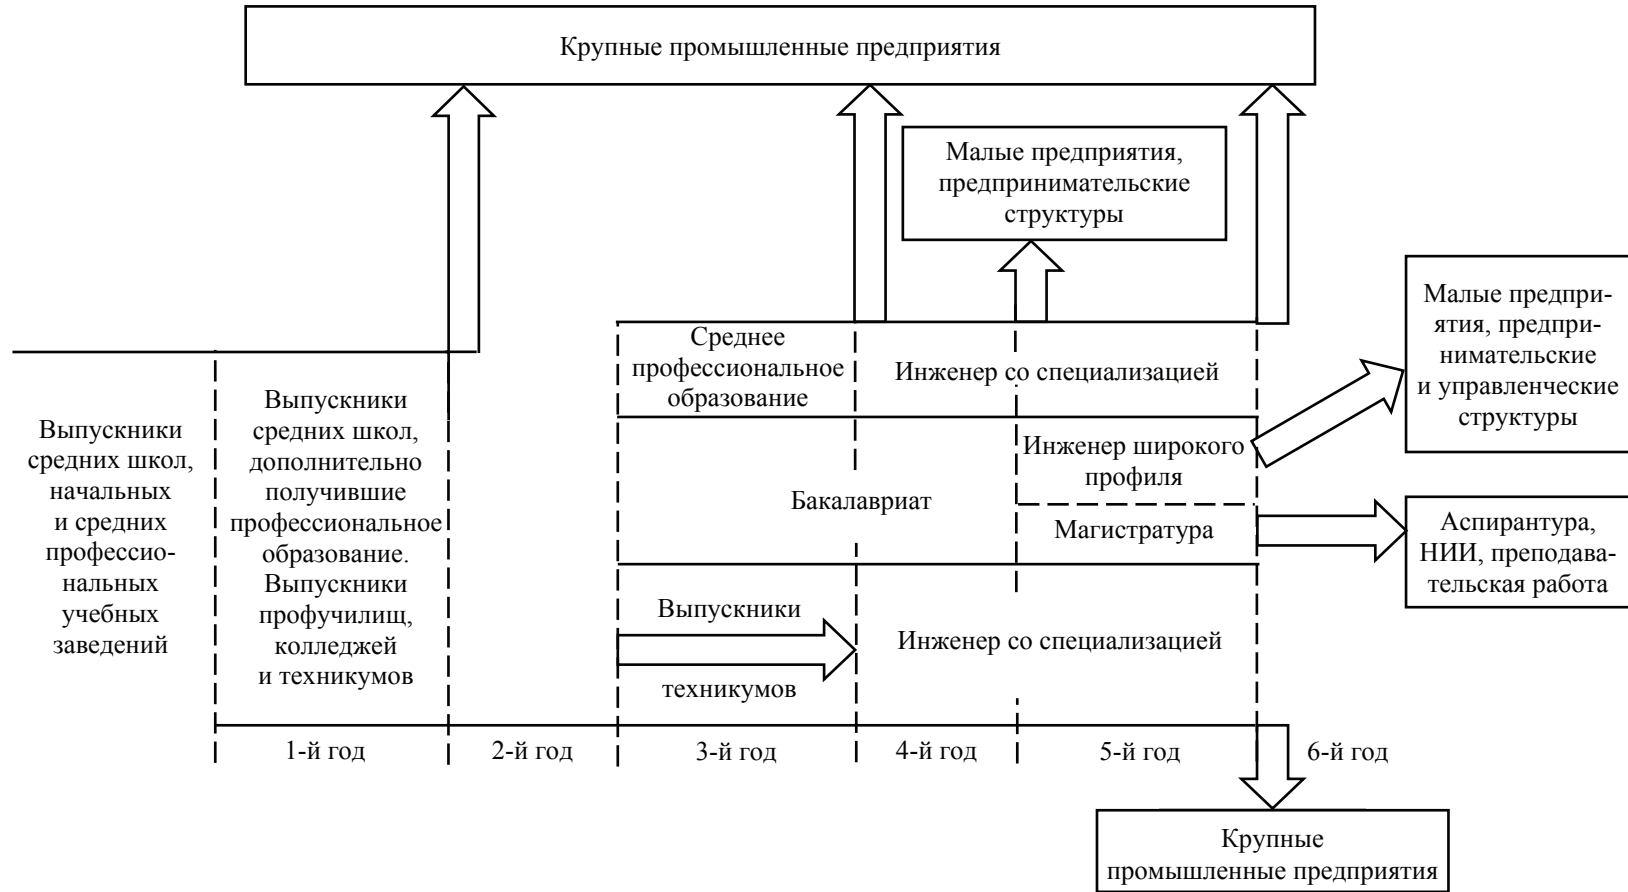 Крупные промышленные предприятия
Малые предприятия,
предпринимательские
структуры
Малые предпри-
ятия, предпри-
нимательские
и управленческие
структуры
Среднее
профессиональное
образование
Инженер со специализацией
Выпускники
средних школ,
начальных
и средних
профессио-
нальных
учебных
заведений
Выпускники
средних школ,
дополнительно
получившие
профессиональное
образование.
Выпускники
профучилищ,
колледжей
и техникумов
Бакалавриат
Инженер широкого
профиля
Магистратура
Аспирантура,
НИИ, преподава-
тельская работа
Выпускники
техникумов
Инженер со специализацией
1-й год
2-й год
3-й год
4-й год
5-й год
6-й год
Крупные
промышленные предприятия